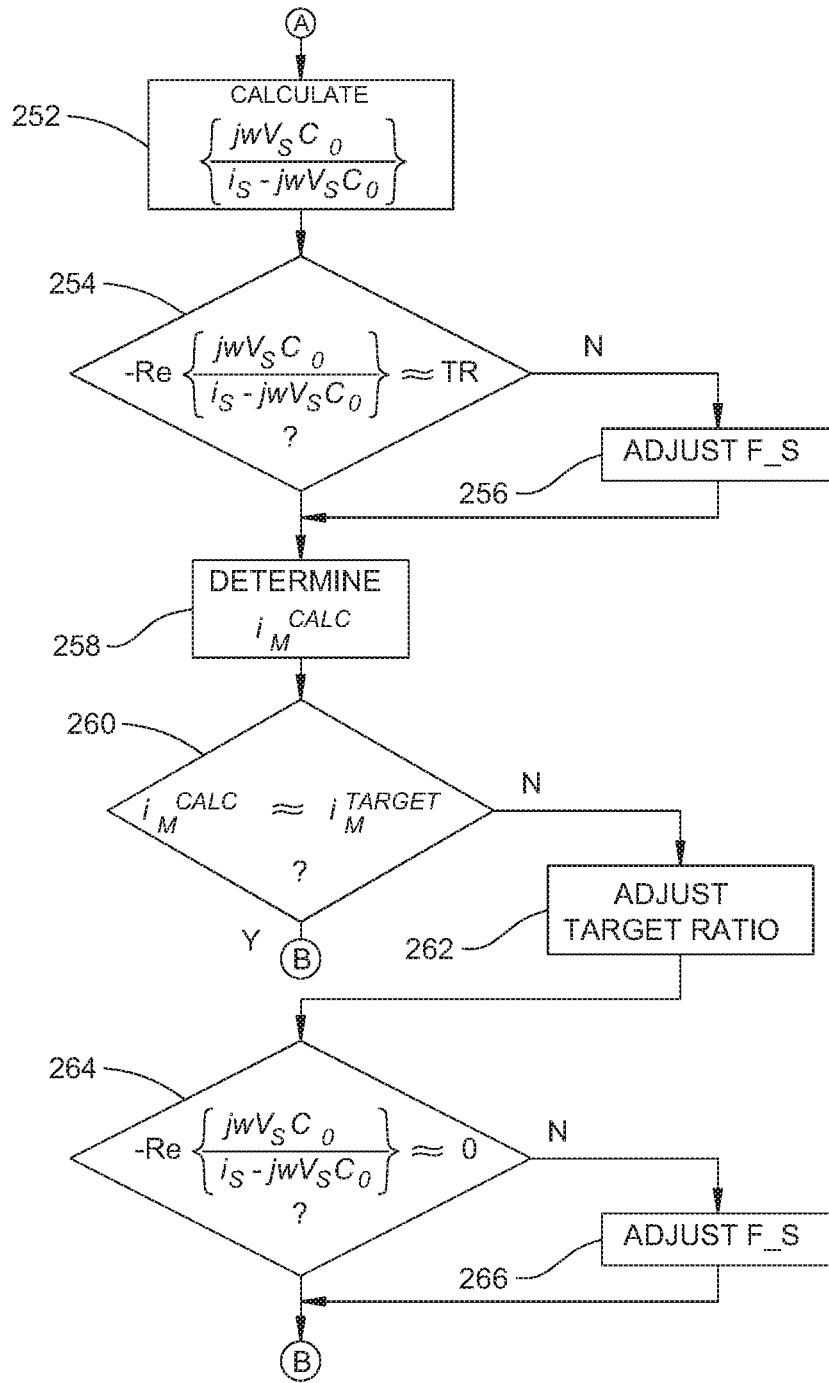 A
252
CALCULATE
{ jwV_S C_0 / i_S - jwV_S C_0 }
254
-Re { jwV_S C_0 / i_S - jwV_S C_0 } ≈ TR
?
N
ADJUST F_S
256
DETERMINE
i_M^CALC
258
260
i_M^CALC ≈ i_M^TARGET
?
N
Y
B
ADJUST
TARGET RATIO
262
264
-Re { jwV_S C_0 / i_S - jwV_S C_0 } ≈ 0
?
N
ADJUST F_S
266
B